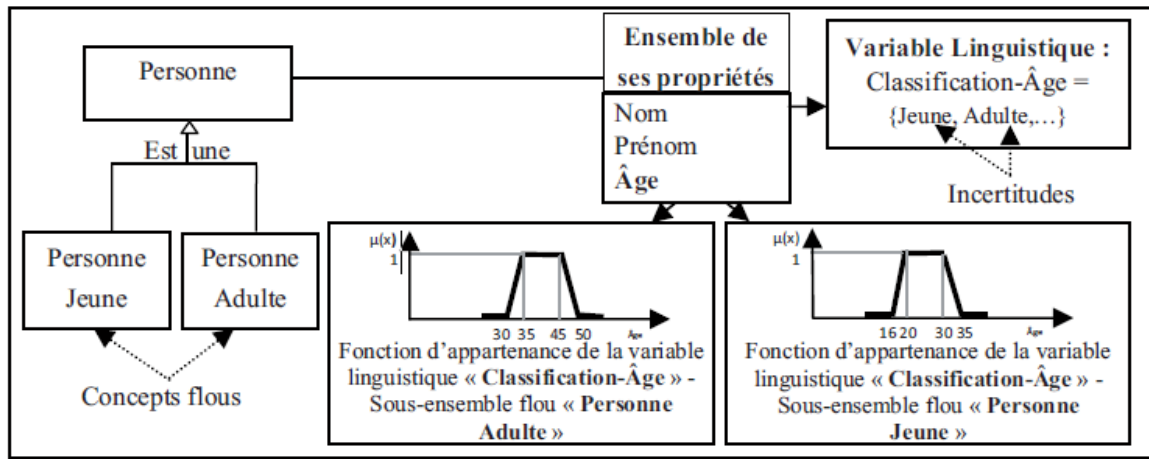 Personne
Est une
Personne
Jeune
Personne
Adulte
Concepts flous
Ensemble de
ses propriétés
Nom
Prénom
Âge
Variable Linguistique :
Classification-Âge =
{Jeune, Adulte,…}
Incertitudes
μ(x)
1
30 35 45 50 Âge
Fonction d’appartenance de la variable
linguistique « Classification-Âge » -
Sous-ensemble flou « Personne
Adulte »
μ(x)
1
16 20 30 35 Âge
Fonction d’appartenance de la variable
linguistique « Classification-Âge » -
Sous-ensemble flou « Personne
Jeune »